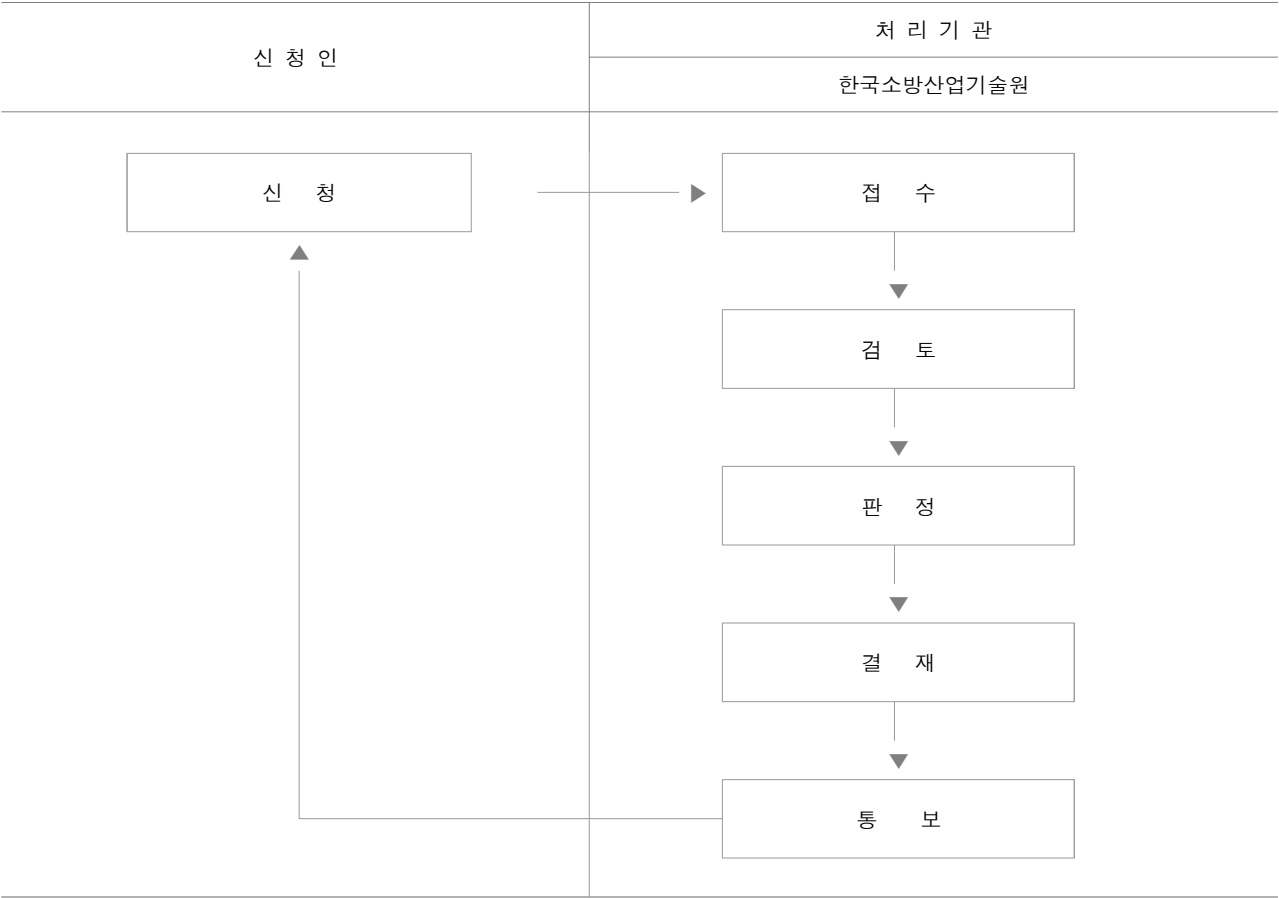 신 청 인
처 리 기 관
한국소방산업기술원
신 청
접 수
검 토
판 정
결 재
통 보